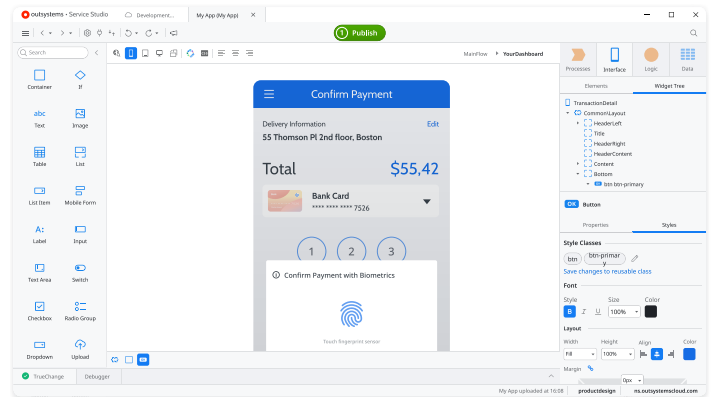 outsystems • Service Studio
Development...
My App (My App)
1 Publish
Search
MainFlow
YourDashboard
Processes
Interface
Logic
Data
Container
If
Text
Image
Table
List
List Item
Mobile Form
Label
Input
Text Area
Switch
Checkbox
Radio Group
Dropdown
Upload
abc
A:
Confirm Payment
Delivery Information
Edit
55 Thomson Pl 2nd floor, Boston
Total
$55,42
Bank Card
**** **** **** 7526
1
2
3
Confirm Payment with Biometrics
Touch fingerprint sensor
Elements
Widget Tree
TransactionDetail
Common\Layout
HeaderLeft
Title
HeaderRight
HeaderContent
Content
Bottom
btn btn-primary
OK Button
Properties
Styles
Style Classes
btn
btn-primar
y
Save changes to reusable class
Font
Style
Size
Color
B I U
100%
Layout
Width
Height
Align
Color
Fill
100%
Margin
0px
TrueChange
Debugger
My App uploaded at 16:08
productdesign
ns.outsystemscloud.com